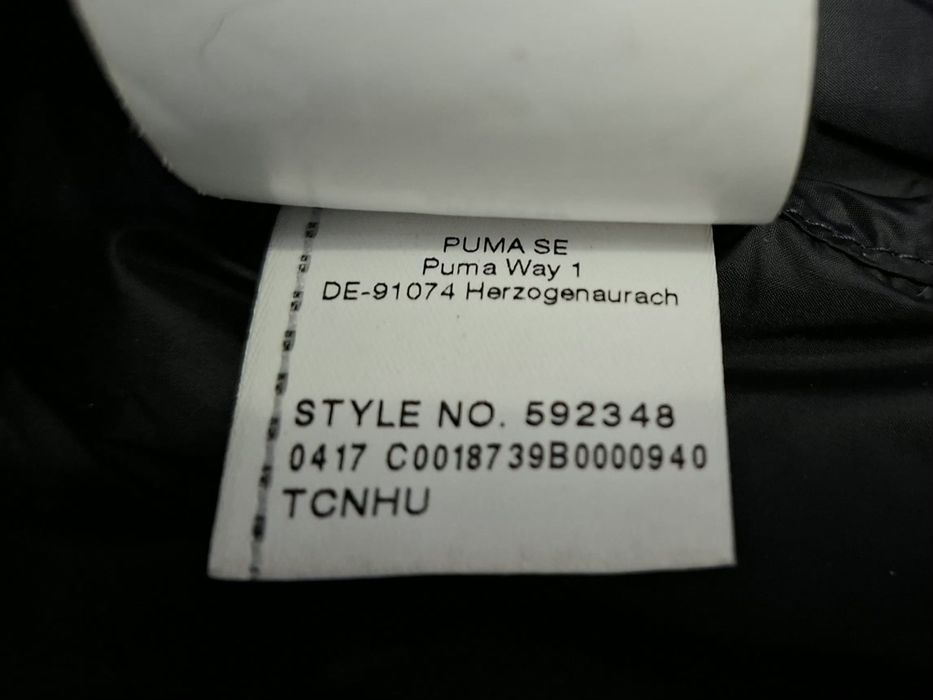 PUMA SE
Puma Way 1
DE-91074 Herzogenaurach
STYLE NO. 592348
0417 C0018739B0000940
TCNHU